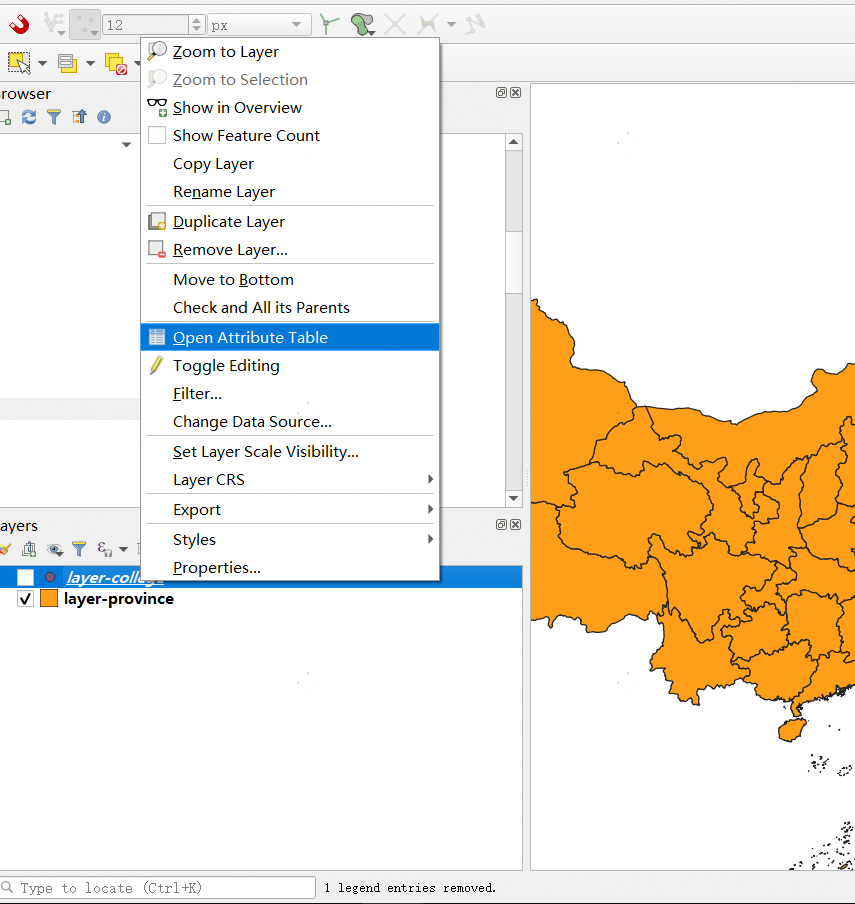 12
px
Zoom to Layer
Zoom to Selection
rowser
Show in Overview
Show Feature Count
Copy Layer
Rename Layer
Duplicate Layer
Remove Layer...
Move to Bottom
Check and All its Parents
Open Attribute Table
Toggle Editing
Filter...
Change Data Source...
Set Layer Scale Visibility...
Layer CRS
Export
ayers
Styles
Properties...
layer-college
layer-province
Type to locate (Ctrl+K)
1 legend entries removed.